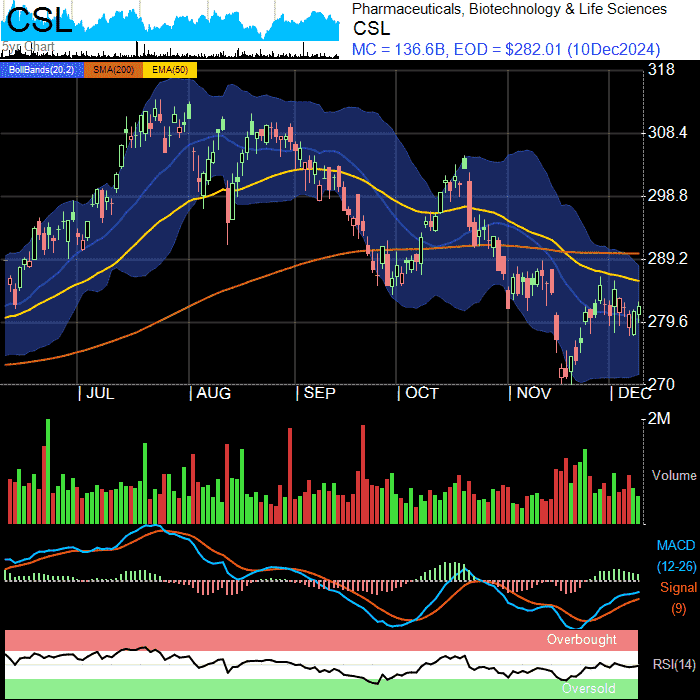 CSL
5yr Chart
Pharmaceuticals, Biotechnology & Life Sciences
CSL
MC = 136.6B, EOD = $282.01 (10Dec2024)
BollBands(20,2) SMA(200) EMA(50)
318
308.4
298.8
289.2
279.6
270
| JUL | AUG | SEP | OCT | NOV | DEC
2M
Volume
MACD
(12-26)
Signal
(9)
Overbought
RSI(14)
Oversold